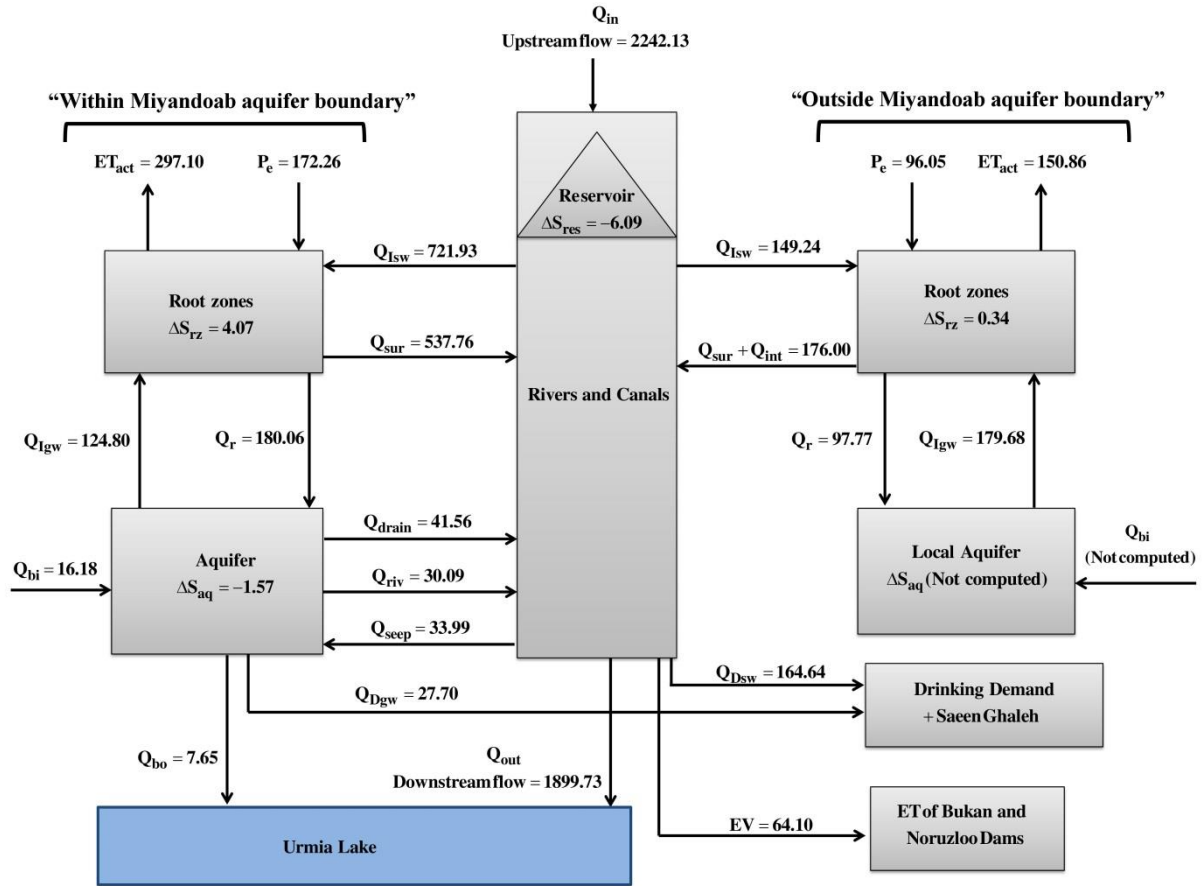 Q_in
Upstream flow = 2242.13
“Within Miyandoab aquifer boundary”
“Outside Miyandoab aquifer boundary”
ET_act = 297.10
P_e = 172.26
P_e = 96.05
ET_act = 150.86
Reservoir
ΔS_res = −6.09
Q_Isw = 721.93
Q_Isw = 149.24
Root zones
ΔS_rz = 4.07
Root zones
ΔS_rz = 0.34
Q_sur = 537.76
Q_sur + Q_int = 176.00
Rivers and Canals
Q_Igw = 124.80
Q_r = 180.06
Q_r = 97.77
Q_Igw = 179.68
Q_drain = 41.56
Q_bi = 16.18
Aquifer
ΔS_aq = −1.57
Q_riv = 30.09
Q_seep = 33.99
Local Aquifer
ΔS_aq (Not computed)
Q_bi
(Not computed)
Q_Dsw = 164.64
Q_Dgw = 27.70
Drinking Demand
+ Saeen Ghaleh
Q_bo = 7.65
Q_out
Downstream flow = 1899.73
EV = 64.10
ET of Bukan and
Noruzloo Dams
Urmia Lake